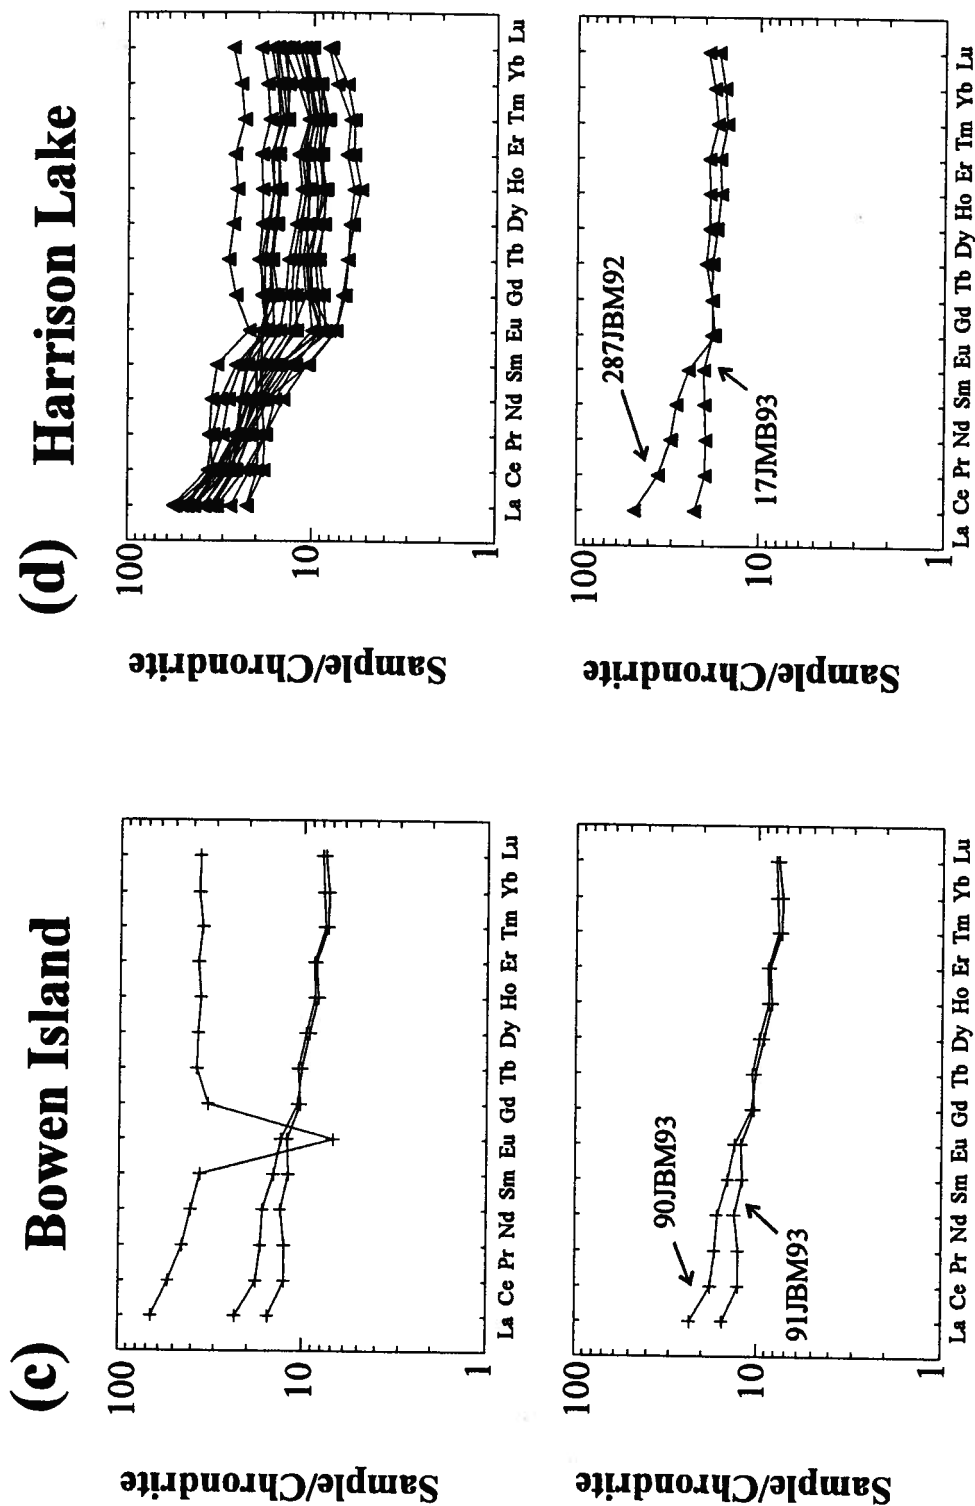 (c) Bowen Island
Sample/Chrondrite
100
10
1
La Ce Pr Nd Sm Eu Gd Tb Dy Ho Er Tm Yb Lu
Sample/Chrondrite
100
10
1
90JBM93
91JBM93
La Ce Pr Nd Sm Eu Gd Tb Dy Ho Er Tm Yb Lu
(d) Harrison Lake
Sample/Chrondrite
100
10
1
La Ce Pr Nd Sm Eu Gd Tb Dy Ho Er Tm Yb Lu
Sample/Chrondrite
100
10
1
287JBM92
17JMB93
La Ce Pr Nd Sm Eu Gd Tb Dy Ho Er Tm Yb Lu